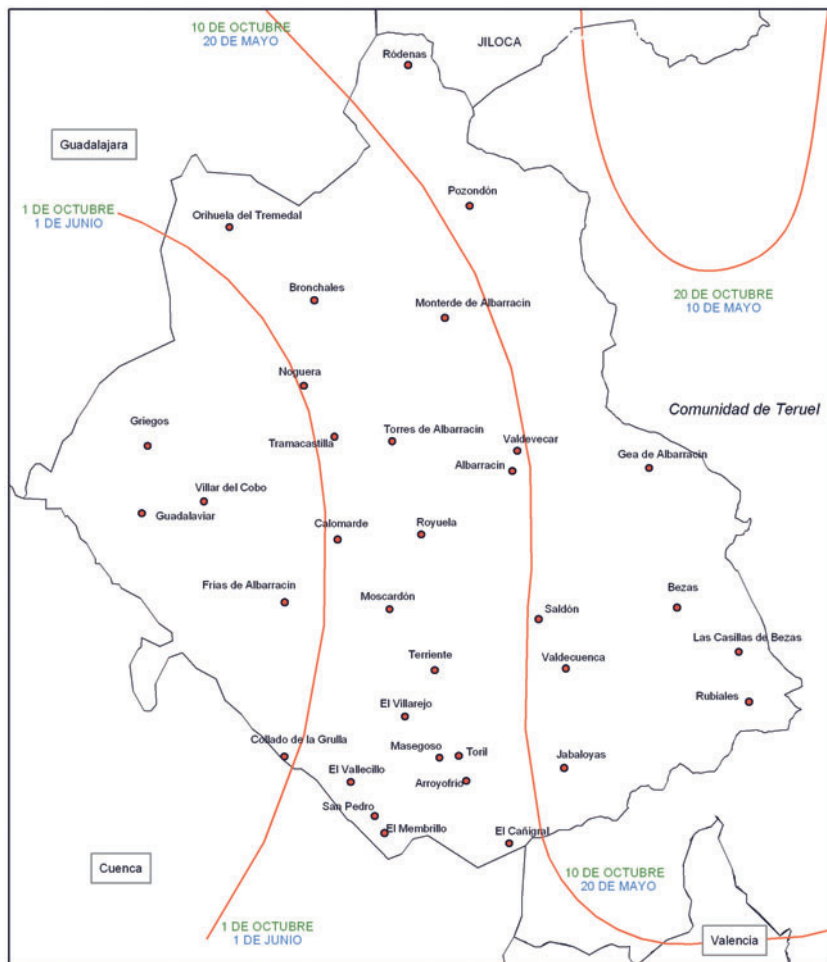 10 DE OCTUBRE
20 DE MAYO
JILOCA
Ródenas
Guadalajara
Pozondón
1 DE OCTUBRE
1 DE JUNIO
Orihuela del Tremedal
Bronchales
Monterde de Albarracín
20 DE OCTUBRE
10 DE MAYO
Noguera
Comunidad de Teruel
Griegos
Tramacastilla
Torres de Albarracín
Valdevecar
Gea de Albarracín
Albarracín
Villar del Cobo
Guadalaviar
Calomarde
Royuela
Frías de Albarracín
Moscardón
Bezas
Saldón
Las Casillas de Bezas
Terriente
Valdecuenca
Rubiales
El Villarejo
Collado de la Grulla
Masegoso
Toril
Jabaloyas
El Vallecillo
Arroyofrío
San Pedro
El Membrillo
El Cañigral
Cuenca
10 DE OCTUBRE
20 DE MAYO
1 DE OCTUBRE
1 DE JUNIO
Valencia